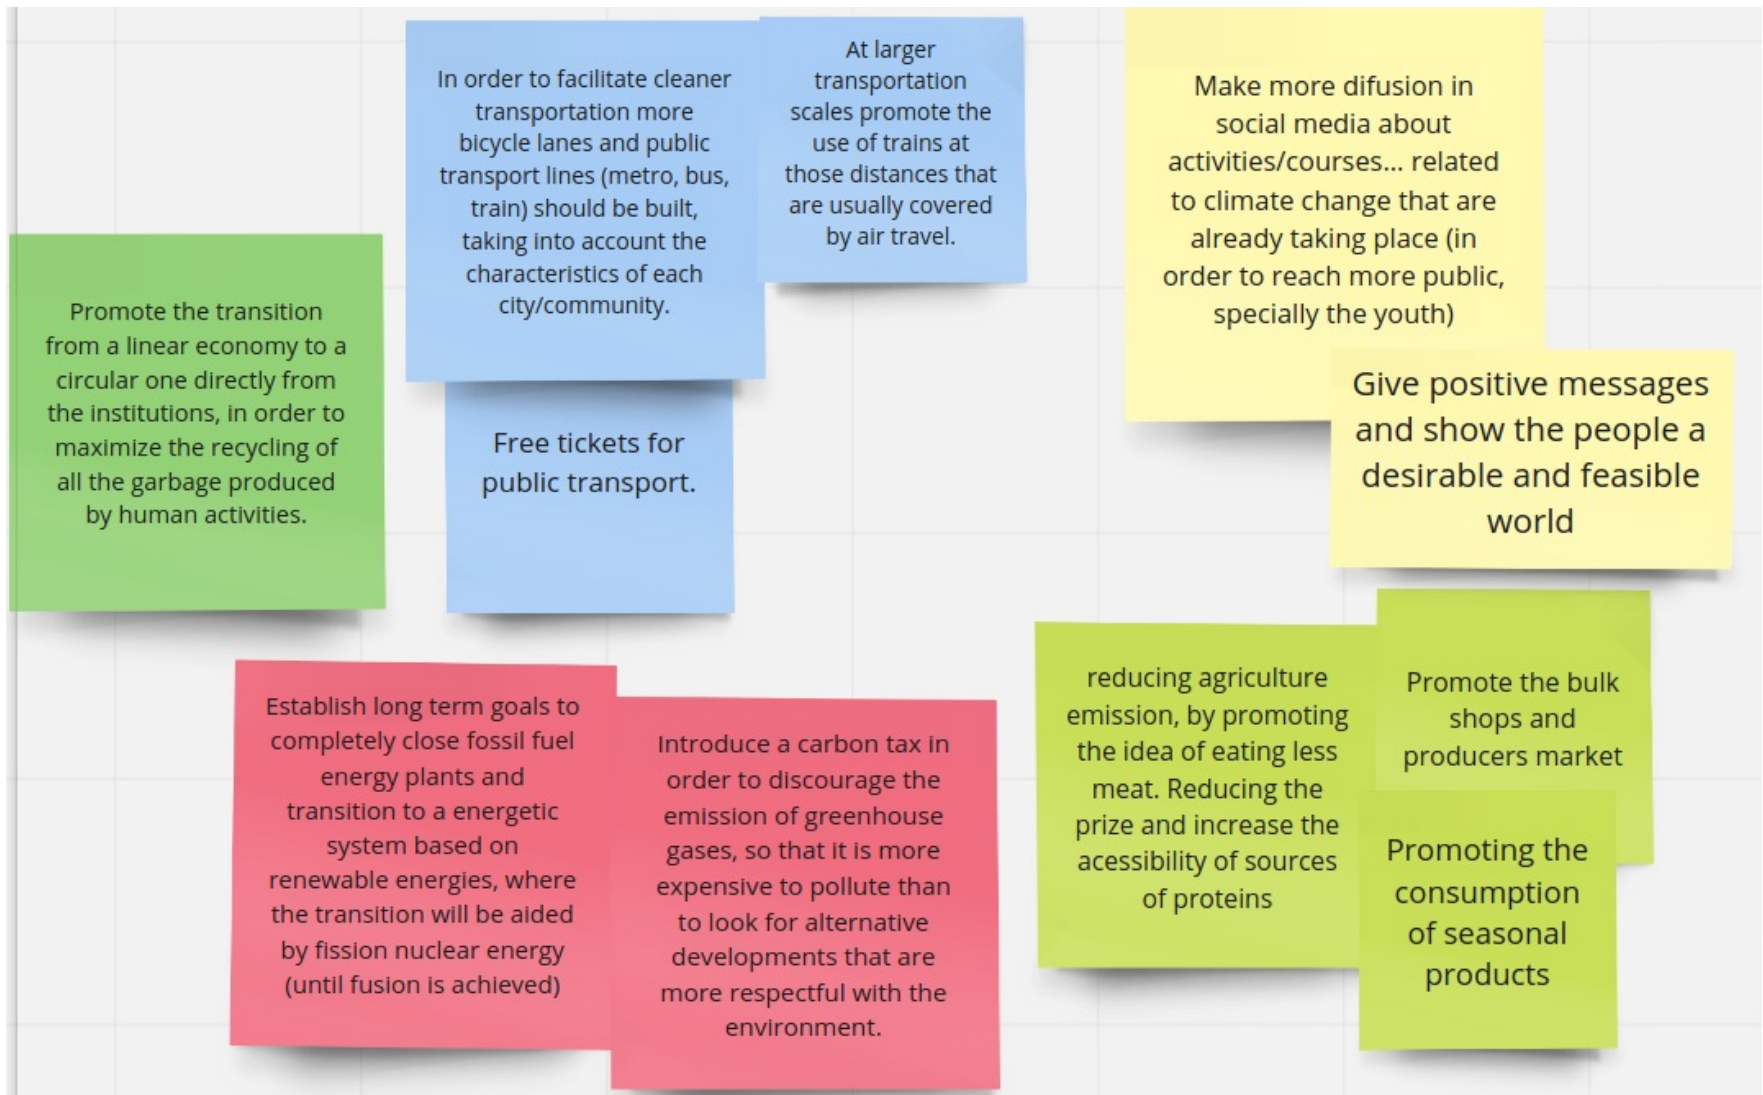 Promote the transition
from a linear economy to a
circular one directly from
the institutions, in order to
maximize the recycling of
all the garbage produced
by human activities.
In order to facilitate cleaner
transportation more
bicycle lanes and public
transport lines (metro, bus,
train) should be built,
taking into account the
characteristics of each
city/community.
At larger
transportation
scales promote the
use of trains at
those distances that
are usually covered
by air travel.
Free tickets for
public transport.
Make more difusion in
social media about
activities/courses... related
to climate change that are
already taking place (in
order to reach more public,
specially the youth)
Give positive messages
and show the people a
desirable and feasible
world
Establish long term goals to
completely close fossil fuel
energy plants and
transition to a energetic
system based on
renewable energies, where
the transition will be aided
by fission nuclear energy
(until fusion is achieved)
Introduce a carbon tax in
order to discourage the
emission of greenhouse
gases, so that it is more
expensive to pollute than
to look for alternative
developments that are
more respectful with the
environment.
reducing agriculture
emission, by promoting
the idea of eating less
meat. Reducing the
prize and increase the
acessibility of sources
of proteins
Promote the bulk
shops and
producers market
Promoting the
consumption
of seasonal
products